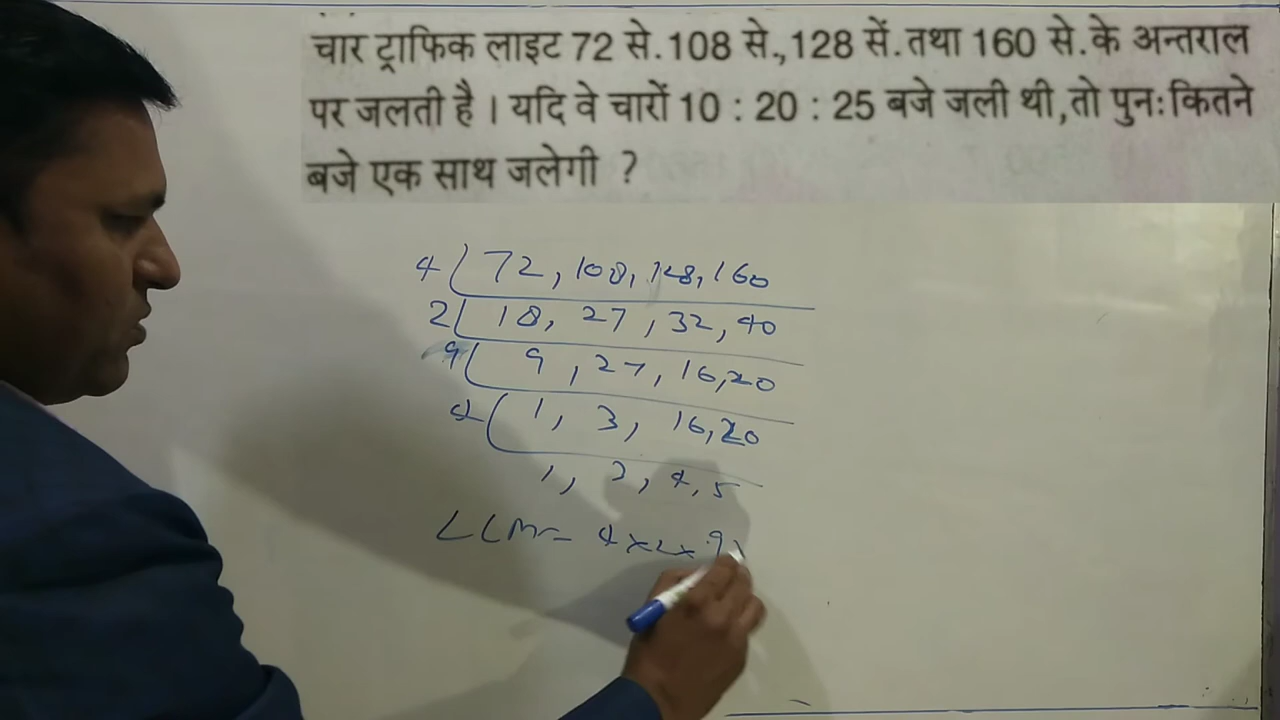 चार ट्राफिक लाइट 72 से. 108 से., 128 सें. तथा 160 से. के अन्तराल
पर जलती है । यदि वे चारों 10 : 20 : 25 बजे जली थी, तो पुनः कितने
बजे एक साथ जलेगी ?
4 ( 72, 108, 128, 160
2 ( 18, 27, 32, 40
9 ( 9, 27, 16, 20
4 ( 1, 3, 16, 20
1, 3, 4, 5
LCM = 4×2×9×